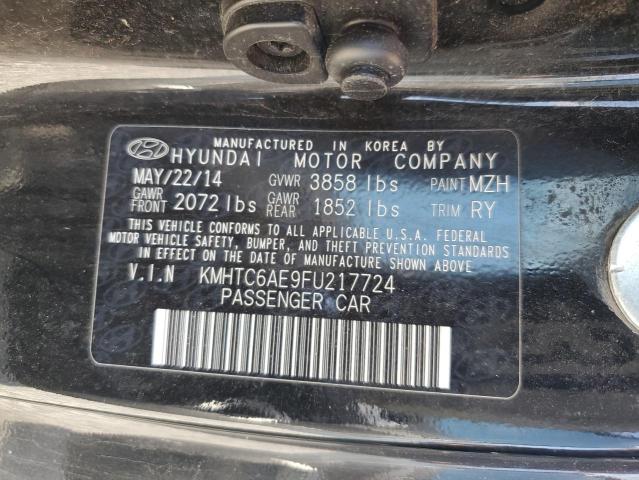 MANUFACTURED IN KOREA BY
HYUNDAI MOTOR COMPANY
MAY/22/14 GVWR 3858 lbs PAINT MZH
GAWR FRONT 2072 lbs GAWR REAR 1852 lbs TRIM RY
THIS VEHICLE CONFORMS TO ALL APPLICABLE U.S.A. FEDERAL
MOTOR VEHICLE SAFETY, BUMPER, AND THEFT PREVENTION STANDARDS
IN EFFECT ON THE DATE OF MANUFACTURE SHOWN ABOVE.
V.I.N KMHTC6AE9FU217724
PASSENGER CAR